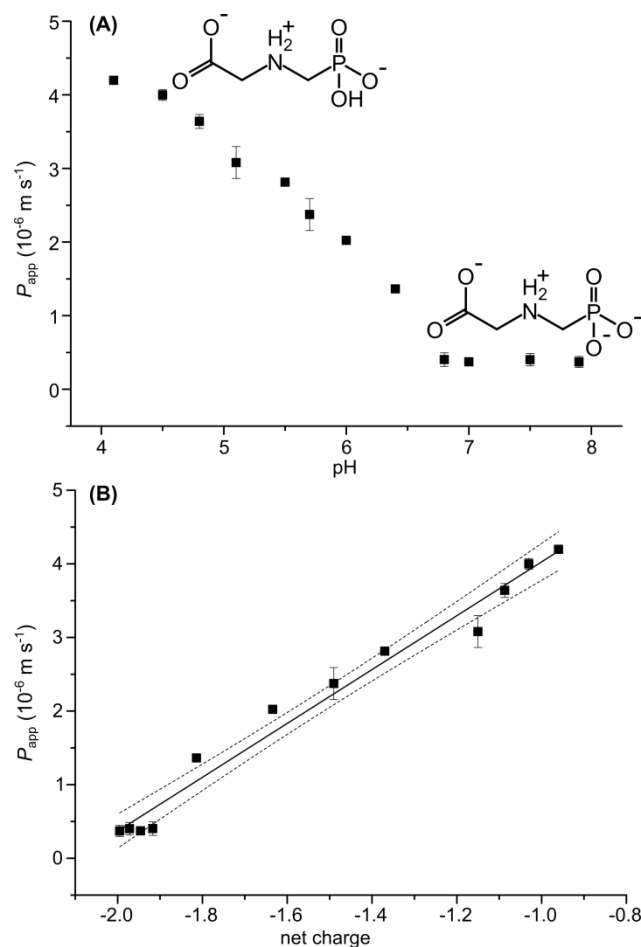 (A)
O⁻
O
H₂⁺
N
O
P
O⁻
OH
O⁻
O
H₂⁺
N
O
P
O⁻
O⁻
5
4
3
2
1
0
P_app (10⁻⁶ m s⁻¹)
4 5 6 7 8
pH
(B)
5
4
3
2
1
0
P_app (10⁻⁶ m s⁻¹)
-2.0 -1.8 -1.6 -1.4 -1.2 -1.0 -0.8
net charge